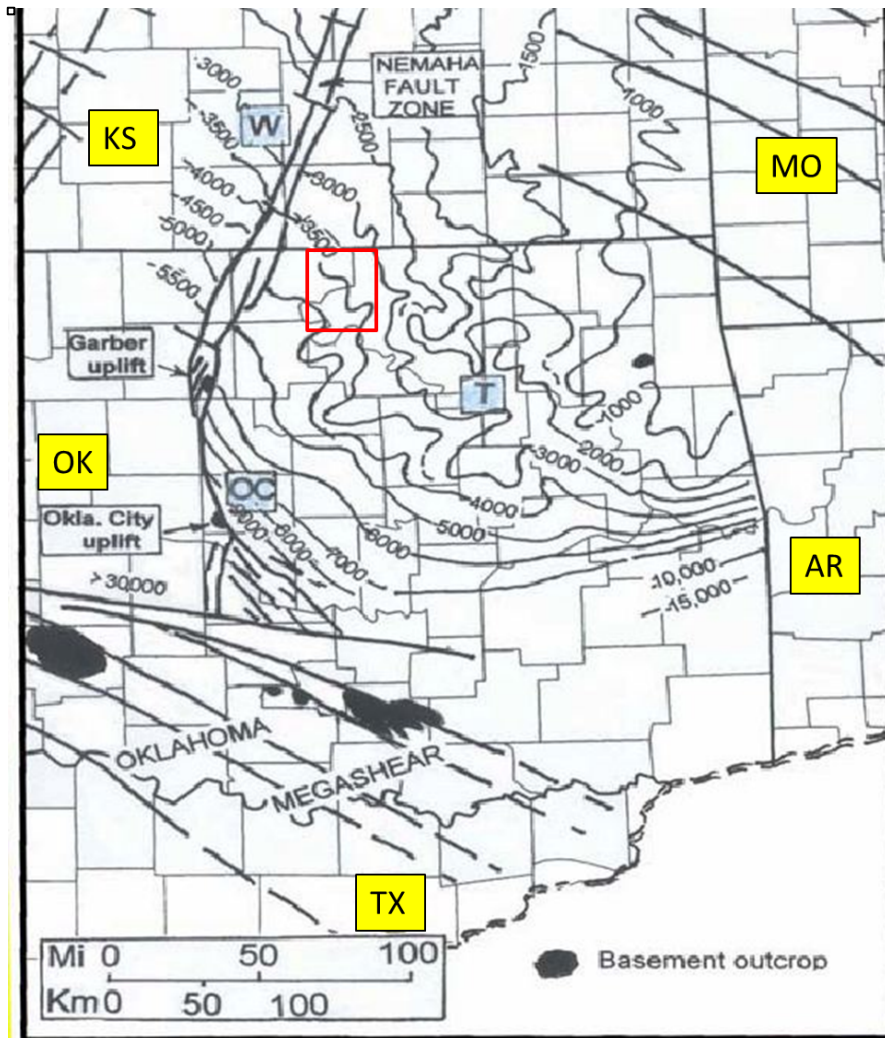 NEMAHA
FAULT
ZONE
1500
-3000
W
2500
-1000
KS
-3500
MO
-3000
-4000
-4500
-3500
-5000
-5500
Garber
uplift
T
-1000
OK
-2000
-3000
OC
-4000
Okla. City
uplift
-5000
-6000
-7000
> 30,000
-10,000
AR
-15,000
OKLAHOMA
MEGASHEAR
TX
Mi 0 50 100
Km 0 50 100
Basement outcrop